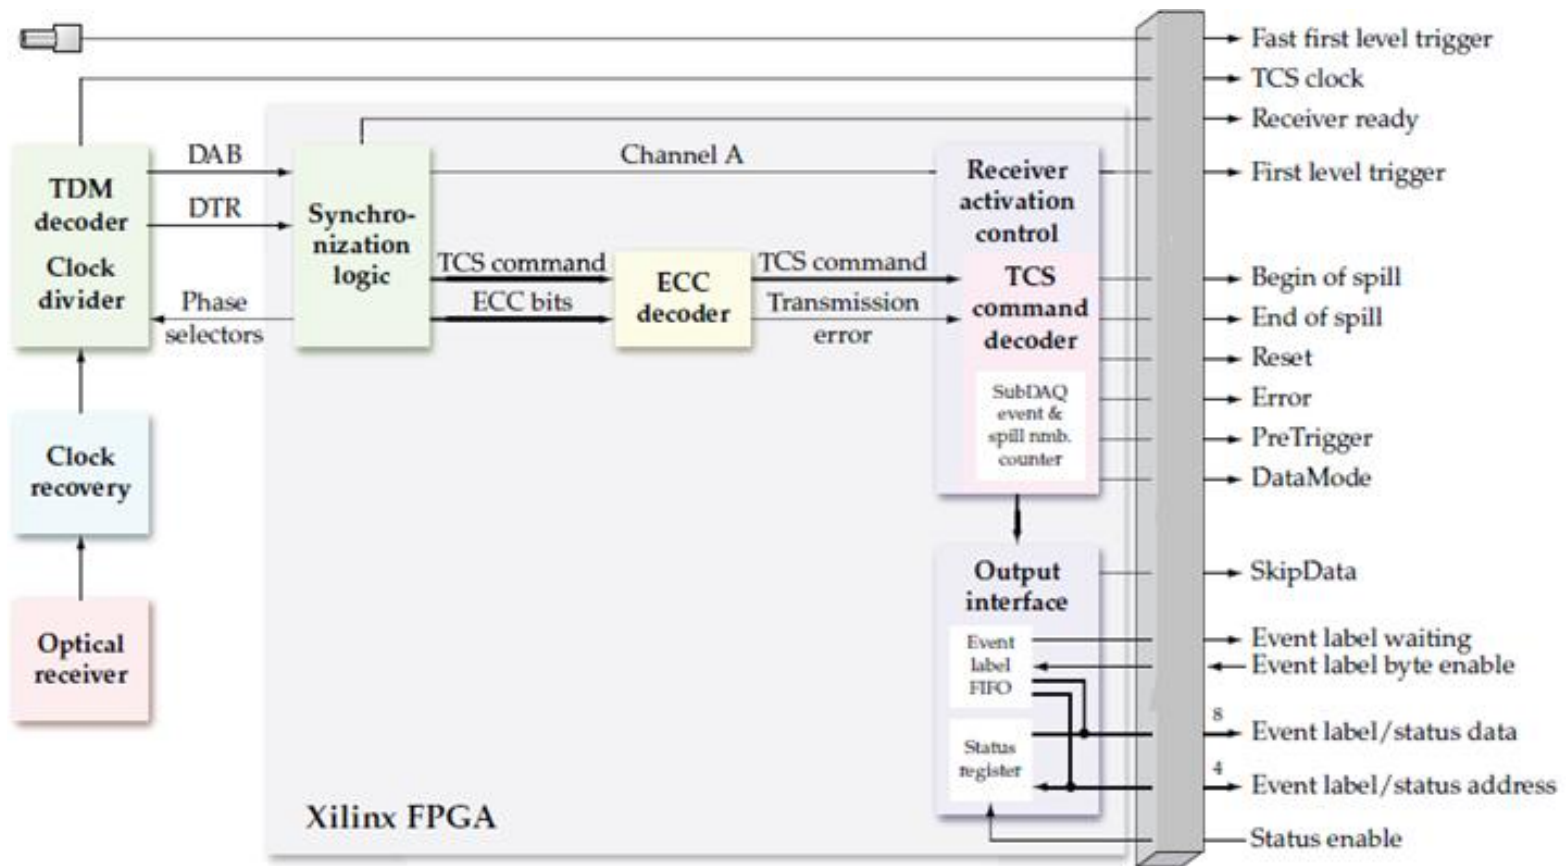 Fast first level trigger
TCS clock
Receiver ready
DAB
Channel A
First level trigger
TDM
decoder
Clock
divider
DTR
Phase
selectors
Synchro-
nization
logic
TCS command
ECC bits
ECC
decoder
TCS command
Transmission
error
Receiver
activation
control
TCS
command
decoder
SubDAQ
event &
spill nmb.
counter
Begin of spill
End of spill
Reset
Error
PreTrigger
DataMode
Clock
recovery
Optical
receiver
Output
interface
Event
label
FIFO
Status
register
SkipData
Event label waiting
Event label byte enable
8
Event label/status data
4
Event label/status address
Status enable
Xilinx FPGA